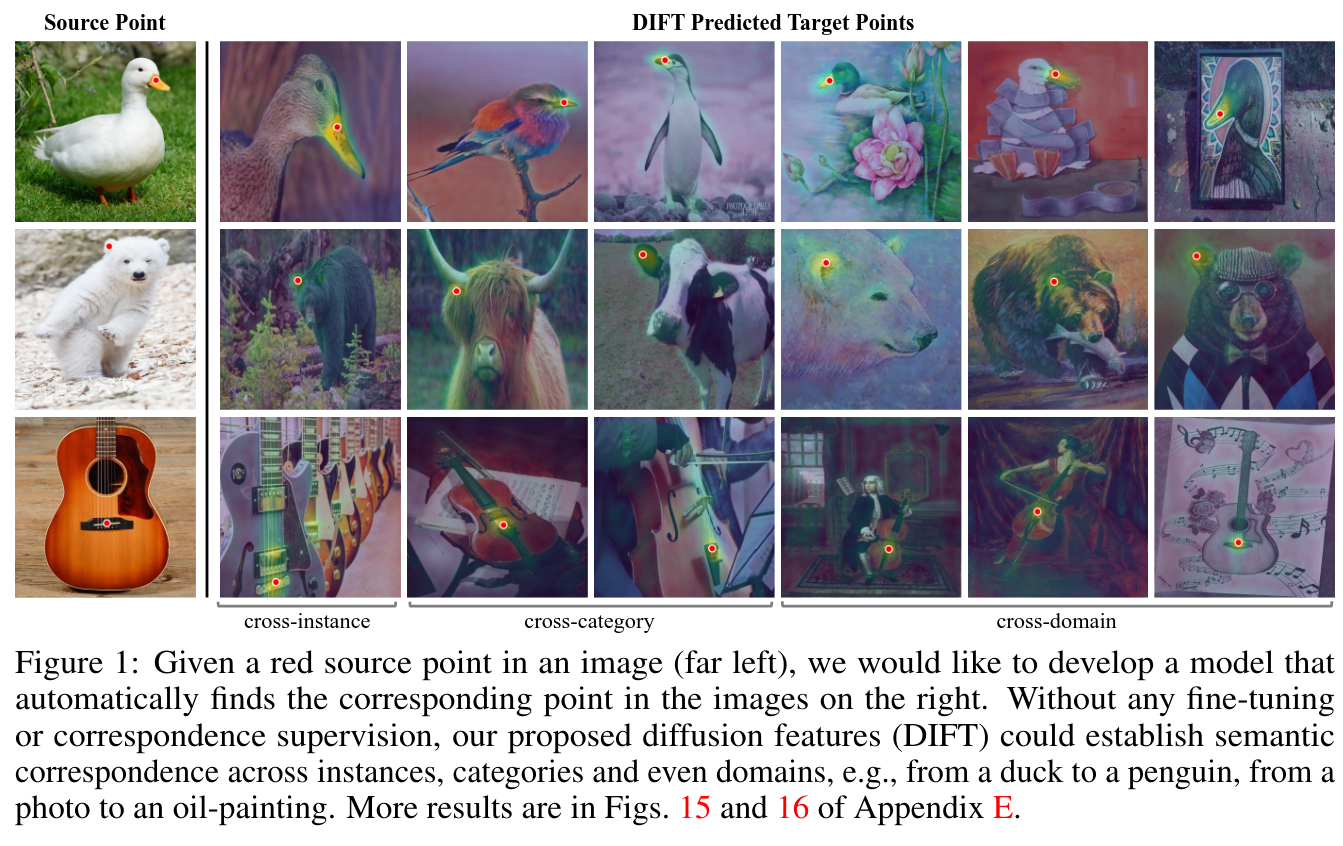 Source Point
DIFT Predicted Target Points
cross-instance
cross-category
cross-domain
Figure 1: Given a red source point in an image (far left), we would like to develop a model that
automatically finds the corresponding point in the images on the right. Without any fine-tuning
or correspondence supervision, our proposed diffusion features (DIFT) could establish semantic
correspondence across instances, categories and even domains, e.g., from a duck to a penguin, from a
photo to an oil-painting. More results are in Figs. 15 and 16 of Appendix E.